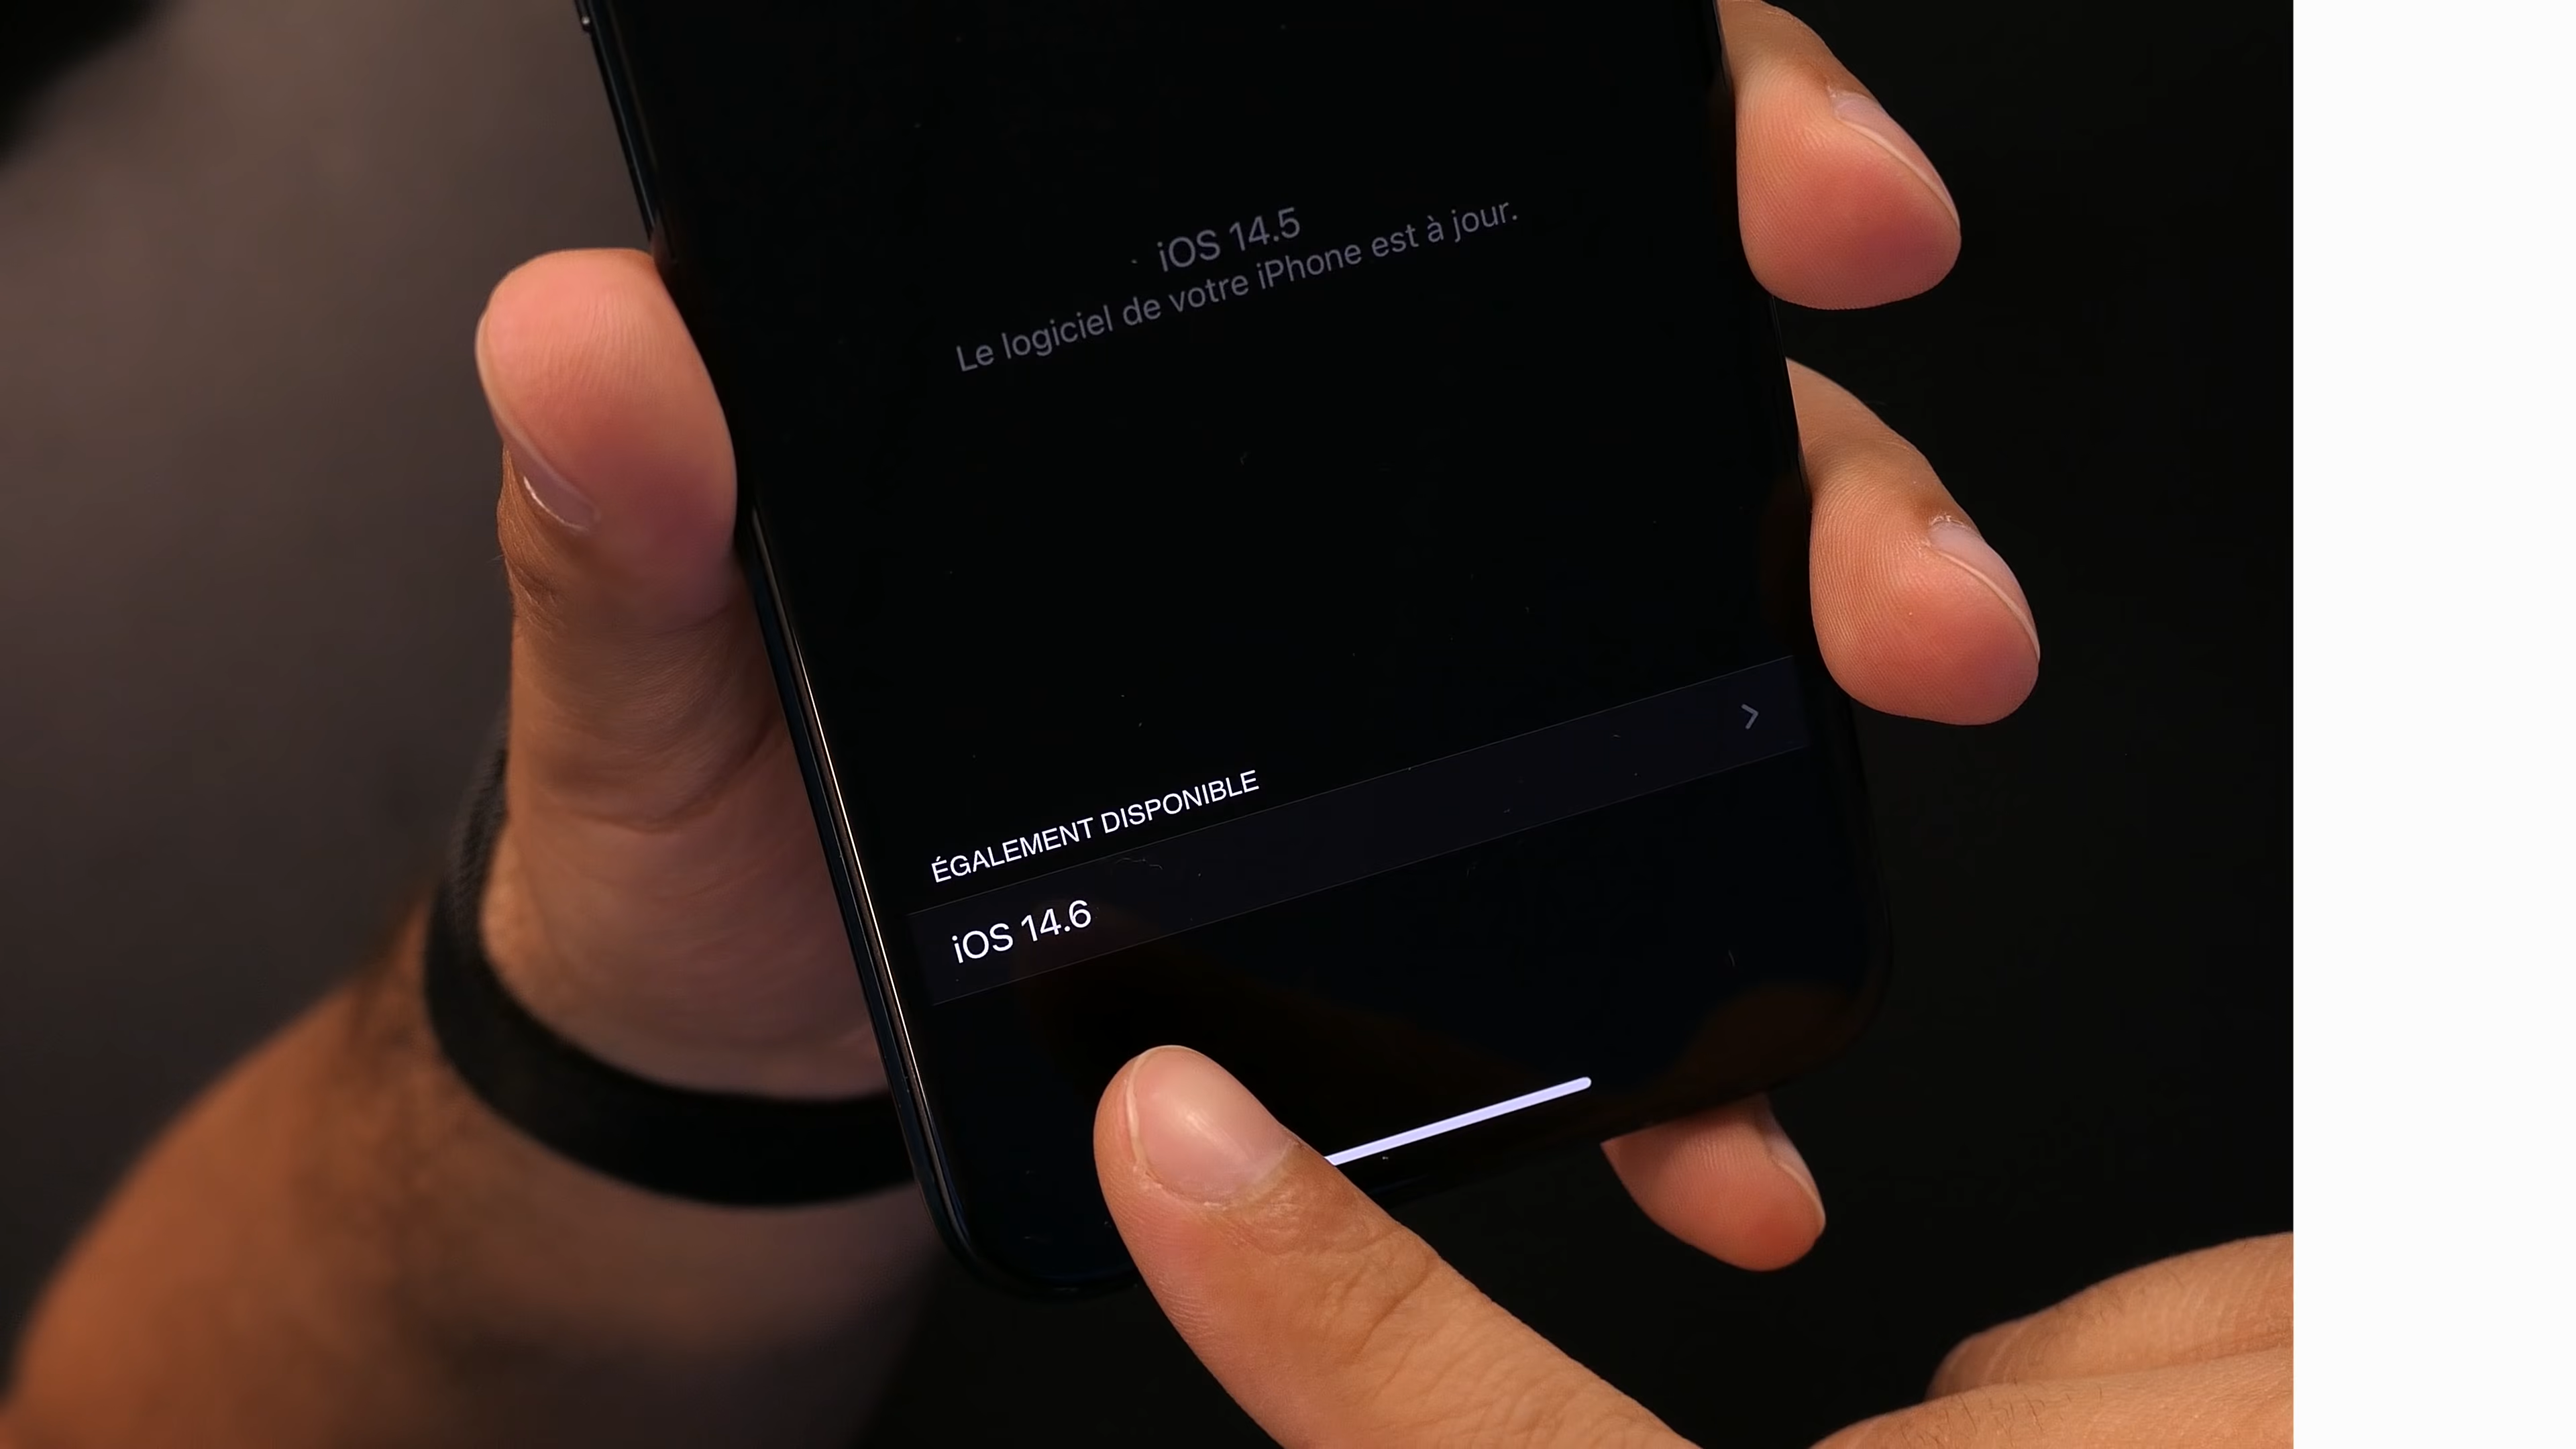 iOS 14.5
Le logiciel de votre iPhone est à jour.
ÉGALEMENT DISPONIBLE
iOS 14.6